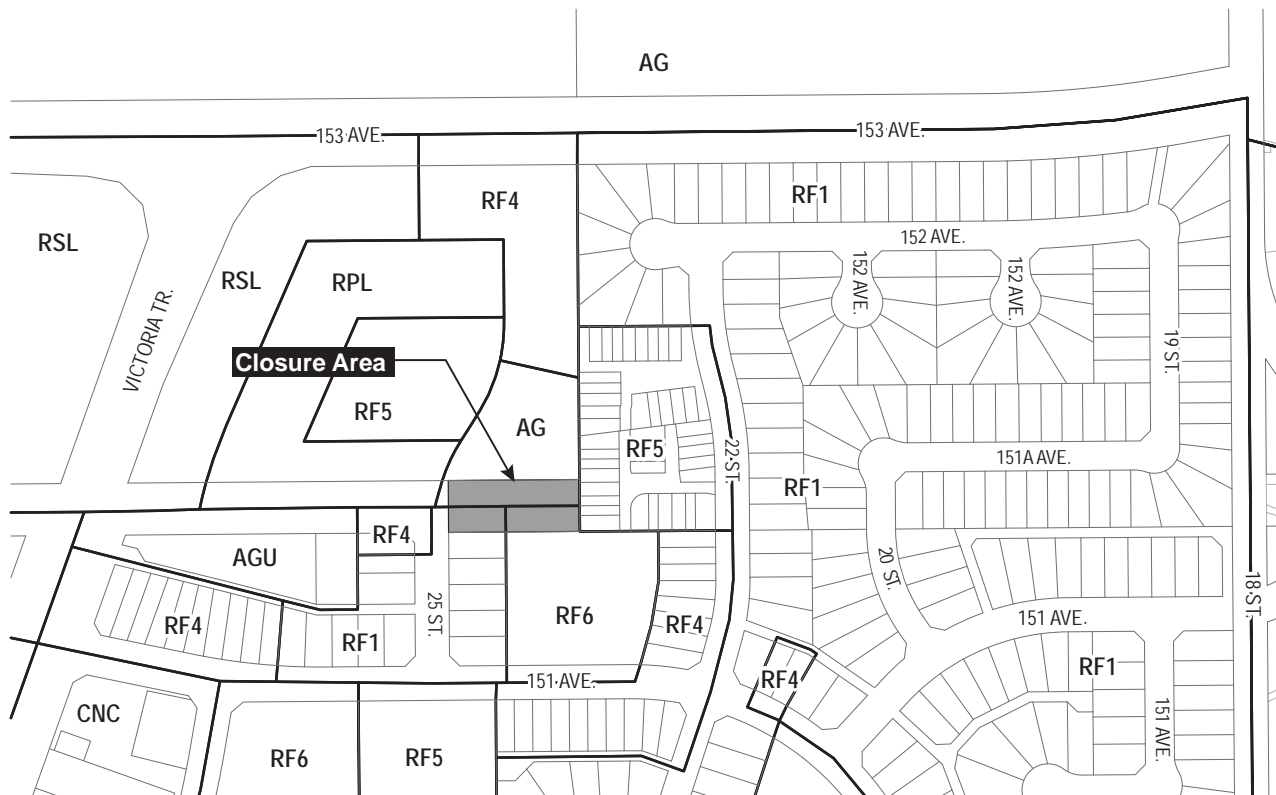 AG
153 AVE.
153 AVE.
RF4
RF1
RSL
152 AVE.
RSL
RPL
152 AVE.
152 AVE.
VICTORIA TR.
19 ST.
Closure Area
RF5
AG
RF5
22 ST.
151A AVE.
RF1
RF4
AGU
20 ST.
18 ST.
25 ST.
RF4
RF1
RF6
RF4
151 AVE.
RF1
RF4
151 AVE.
CNC
151 AVE.
RF6
RF5